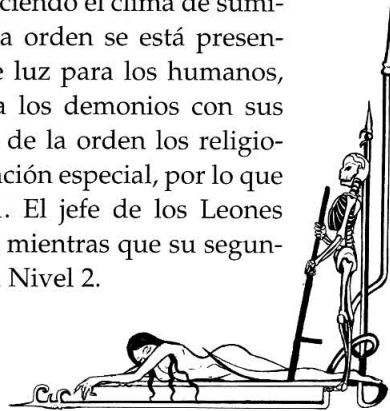 ciendo el clima de sumi-
a orden se está presen-
e luz para los humanos,
a los demonios con sus
de la orden los religio-
ción especial, por lo que
. El jefe de los Leones
mientras que su segun-
Nivel 2.